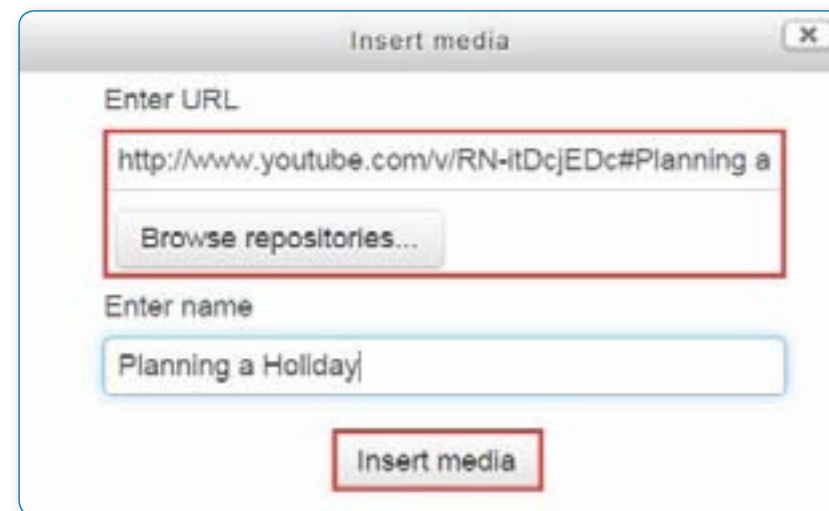 Insert media
Enter URL
http://www.youtube.com/v/RN-itDcjEDc#Planning a
Browse repositories...
Enter name
Planning a Holiday
Insert media